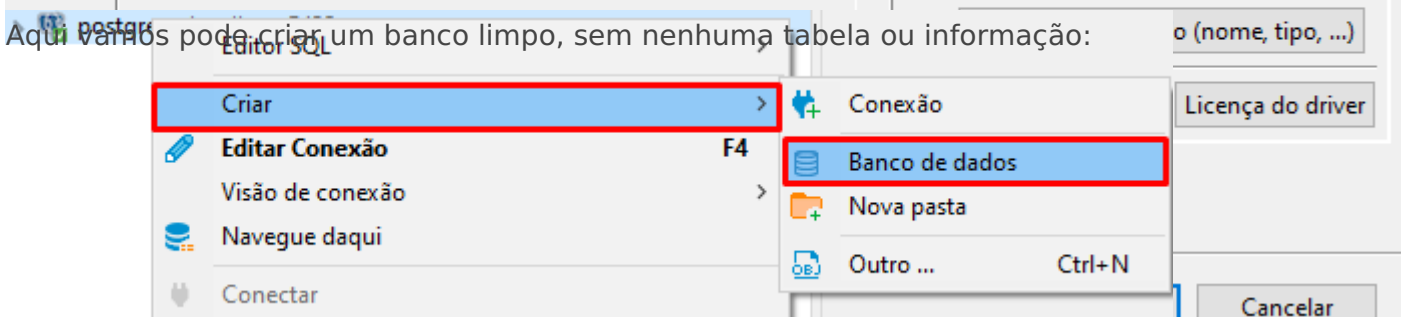 postgre
Aqui vamos pode criar um banco limpo, sem nenhuma tabela ou informação:
Editor SQL
o (nome, tipo, ...)
Criar
Conexão
Licença do driver
Editar Conexão F4
Banco de dados
Visão de conexão
Nova pasta
Navegue daqui
Outro ... Ctrl+N
Conectar
Cancelar